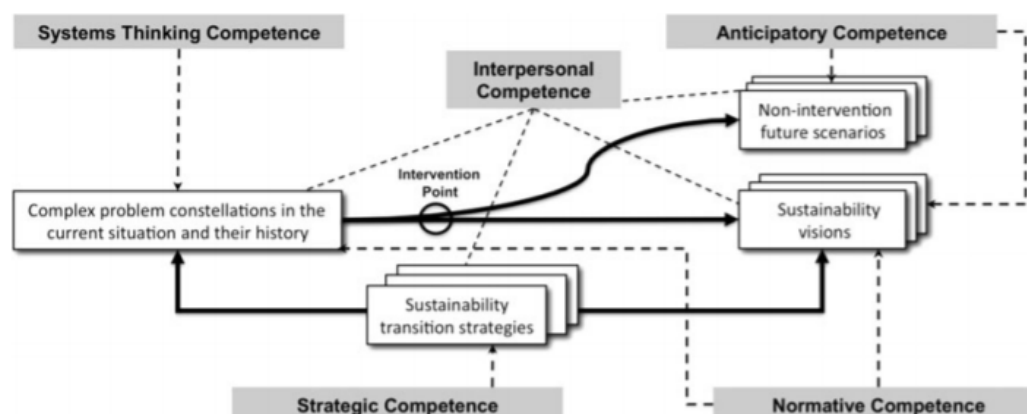 Systems Thinking Competence
Anticipatory Competence
Interpersonal
Competence
Non-intervention
future scenarios
Intervention
Point
Complex problem constellations in the
current situation and their history
Sustainability
visions
Sustainability
transition strategies
Strategic Competence
Normative Competence